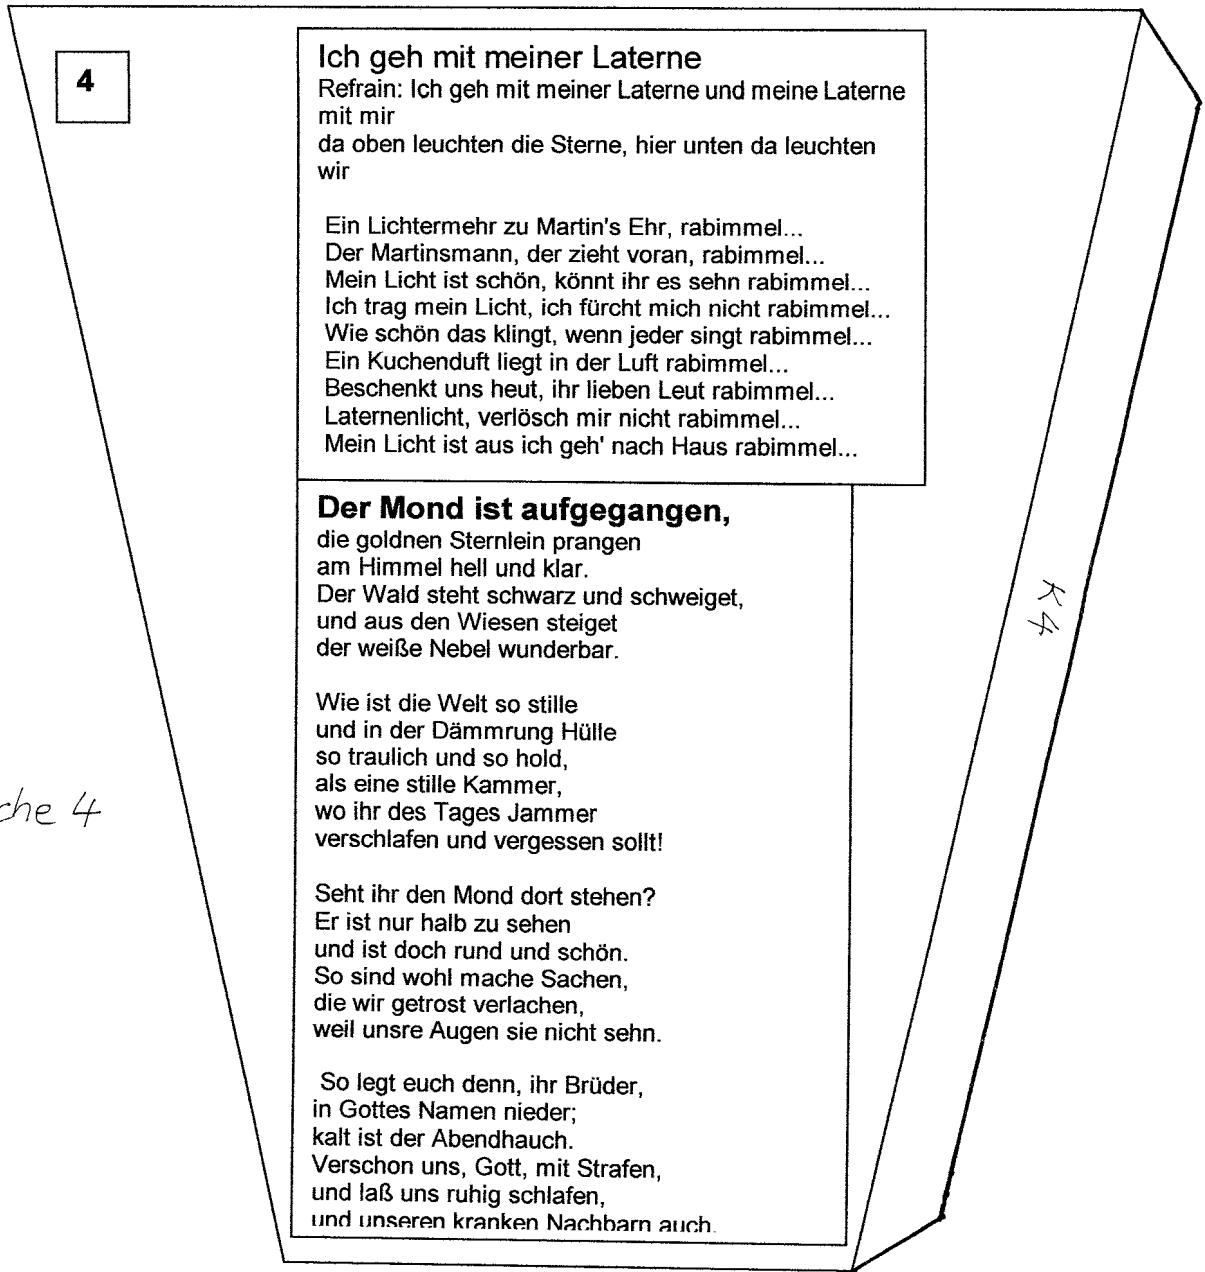 4
Ich geh mit meiner Laterne
Refrain: Ich geh mit meiner Laterne und meine Laterne
mit mir
da oben leuchten die Sterne, hier unten da leuchten
wir
Ein Lichtermehr zu Martin's Ehr, rabimmel...
Der Martinsmann, der zieht voran, rabimmel...
Mein Licht ist schön, könnt ihr es sehn rabimmel...
Ich trag mein Licht, ich fürcht mich nicht rabimmel...
Wie schön das klingt, wenn jeder singt rabimmel...
Ein Kuchenduft liegt in der Luft rabimmel...
Beschenkt uns heut, ihr lieben Leut rabimmel...
Laternenlicht, verlösch mir nicht rabimmel...
Mein Licht ist aus ich geh' nach Haus rabimmel...
Der Mond ist aufgegangen,
die goldnen Sternlein prangen
am Himmel hell und klar.
Der Wald steht schwarz und schweiget,
und aus den Wiesen steiget
der weiße Nebel wunderbar.
Wie ist die Welt so stille
und in der Dämmrung Hülle
so traulich und so hold,
als eine stille Kammer,
wo ihr des Tages Jammer
verschlafen und vergessen sollt!
Seht ihr den Mond dort stehen?
Er ist nur halb zu sehen
und ist doch rund und schön.
So sind wohl mache Sachen,
die wir getrost verlachen,
weil unsre Augen sie nicht sehn.
So legt euch denn, ihr Brüder,
in Gottes Namen nieder;
kalt ist der Abendhauch.
Verschon uns, Gott, mit Strafen,
und laß uns ruhig schlafen,
und unseren kranken Nachbarn auch.
K4
che 4